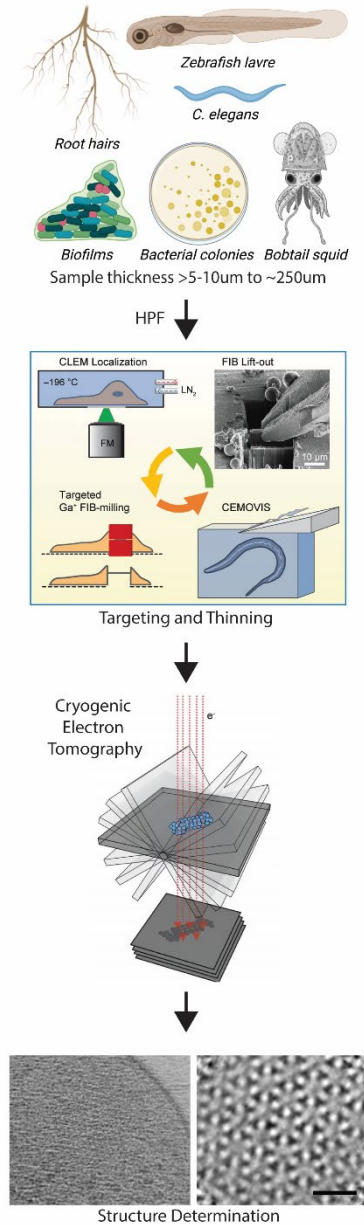 Zebrafish lavre
C. elegans
Root hairs
Biofilms
Bacterial colonies
Bobtail squid
Sample thickness >5-10um to ~250um
HPF
CLEM Localization
FIB Lift-out
–196 °C
LN₂
FM
10 µm
Targeted
Ga⁺ FIB-milling
CEMOVIS
Targeting and Thinning
Cryogenic
Electron
Tomography
e⁻
Structure Determination